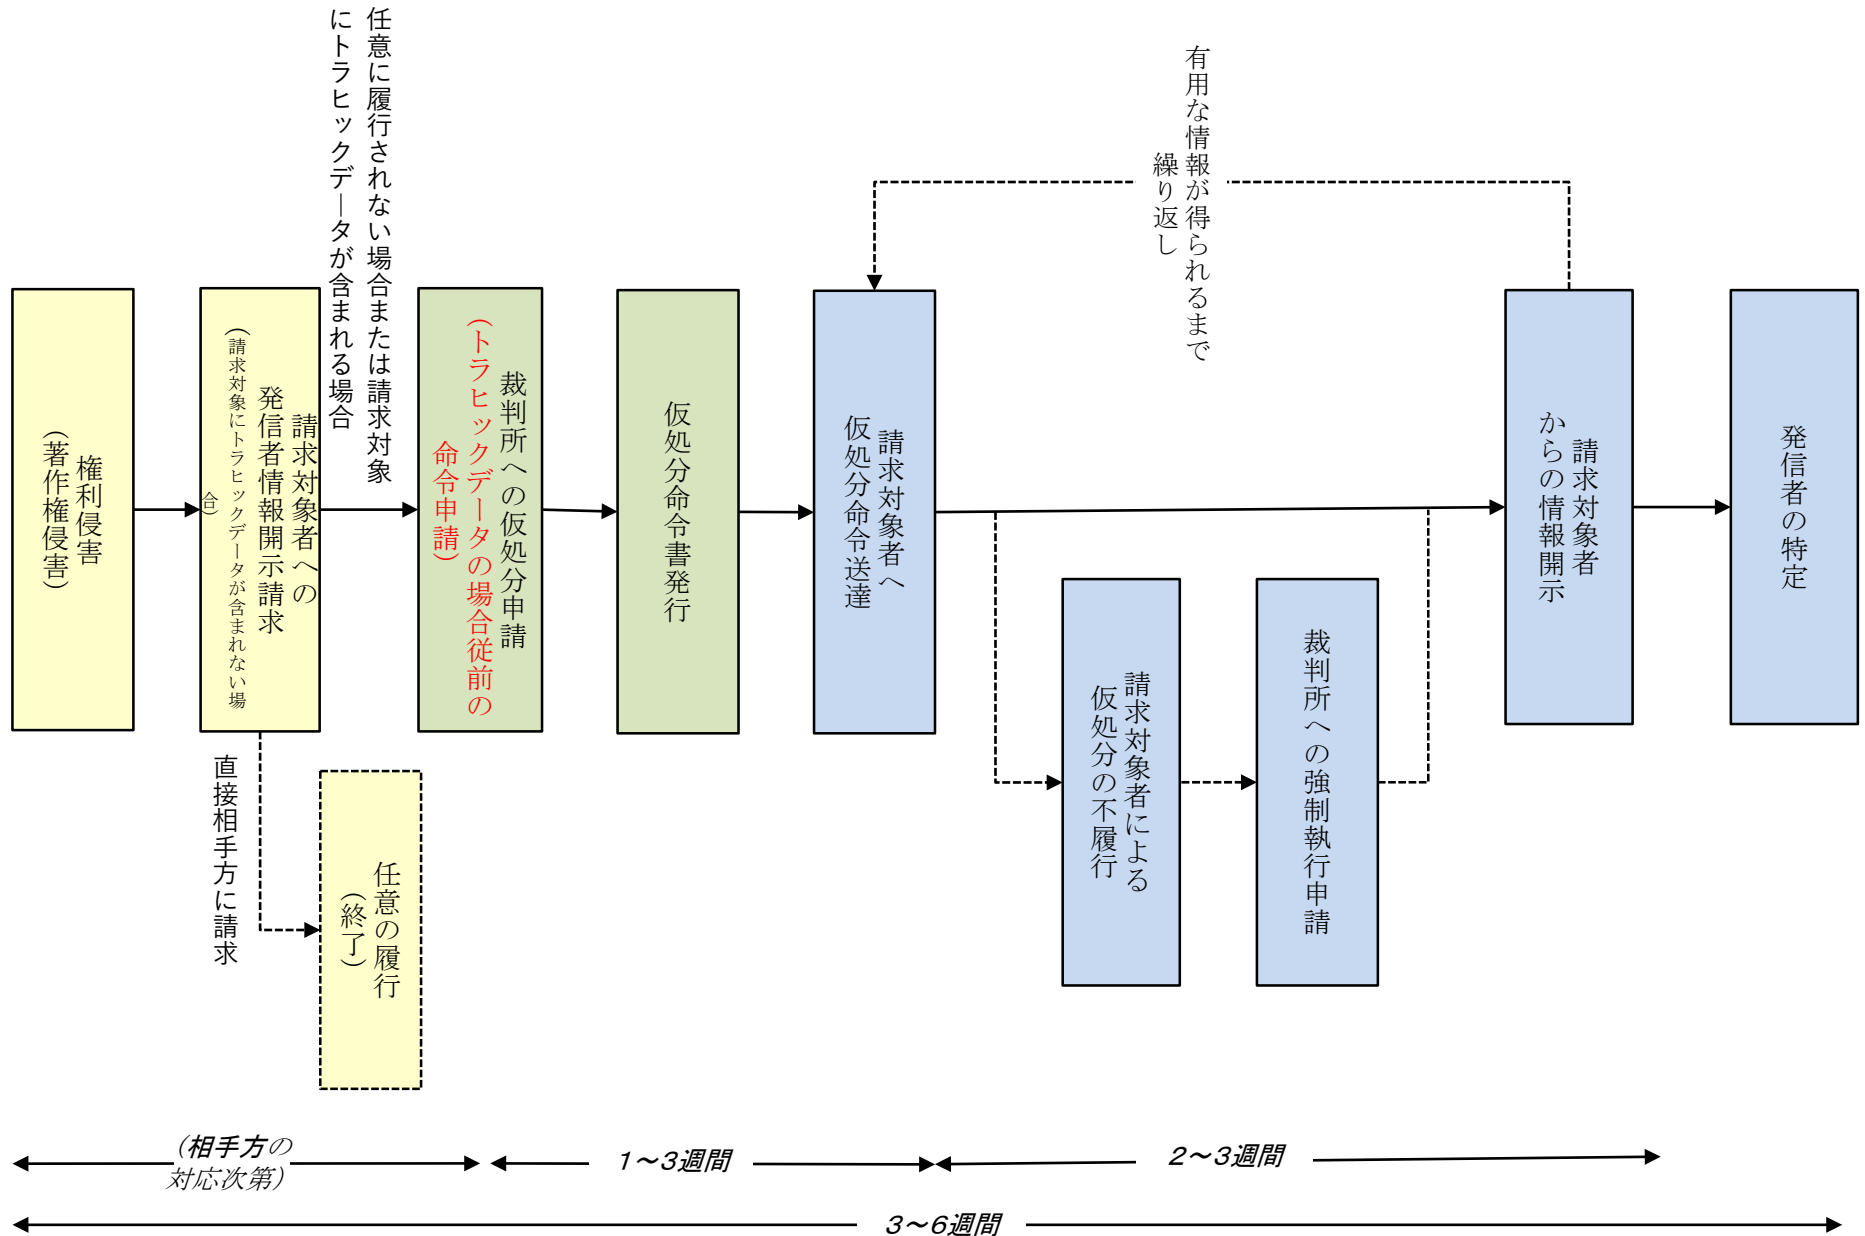 権利侵害
（著作権侵害）
請求対象者への
発信者情報開示請求
（請求対象にトラヒックデータが含まれない場
合）
任意に履行されない場合または請求対象
にトラヒックデ―タが含まれる場合
直接相手方に請求
任意の履行
（終了）
裁判所への仮処分申請
（トラヒックデータの場合従前の
命令申請）
仮処分命令書発行
請求対象者へ
仮処分命令送達
有用な情報が得られるまで
繰り返し
請求対象者による
仮処分の不履行
裁判所への強制執行申請
請求対象者
からの情報開示
発信者の特定
（相手方の
対応次第）
1～3週間
2～3週間
3～6週間